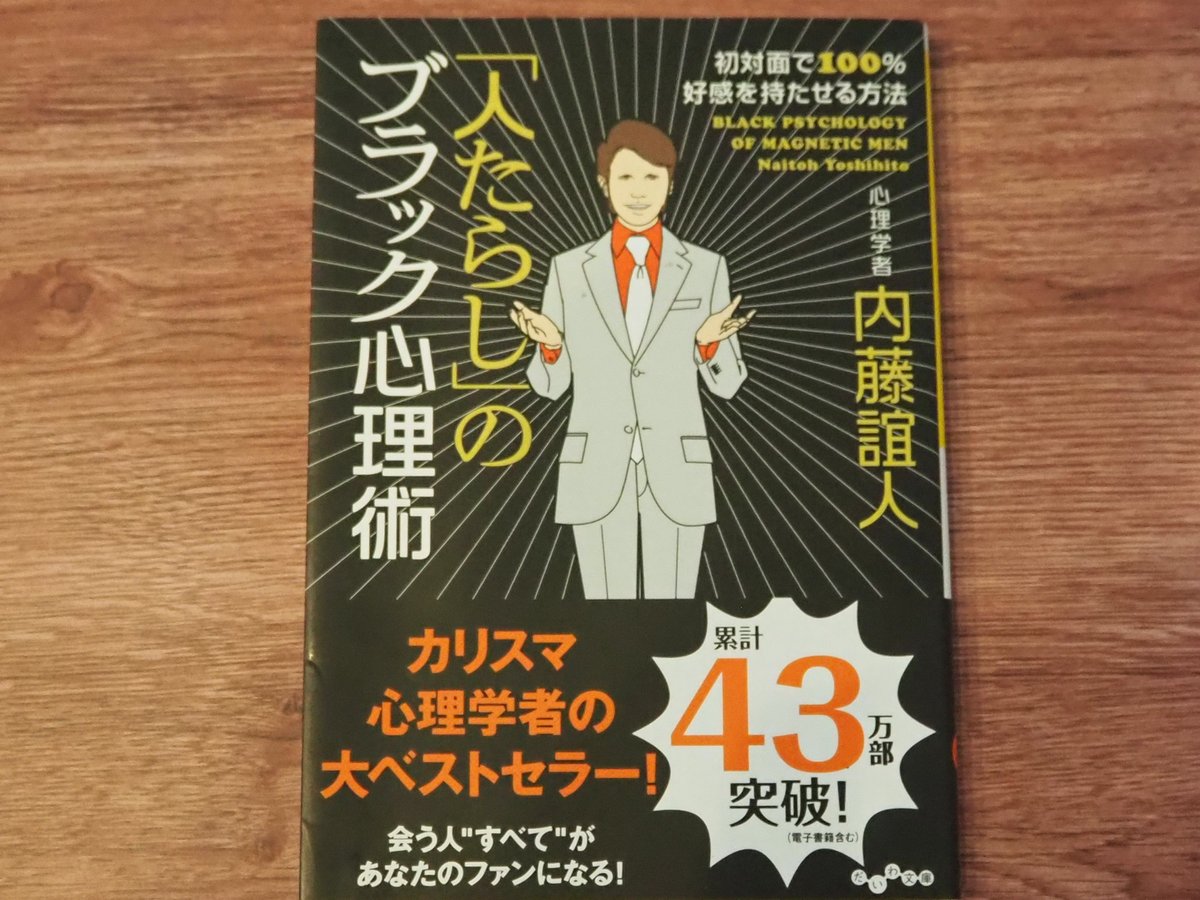 初対面で100%
好感を持たせる方法
BLACK PSYCHOLOGY
OF MAGNETIC MEN
Naitoh Yoshihito
「人たらし」の
ブラック心理術
心理学者
内藤誼人
カリスマ
心理学者の
大ベストセラー!
会う人"すべて"が
あなたのファンになる!
累計
43万部
突破!
(電子書籍含む)
だいわ文庫